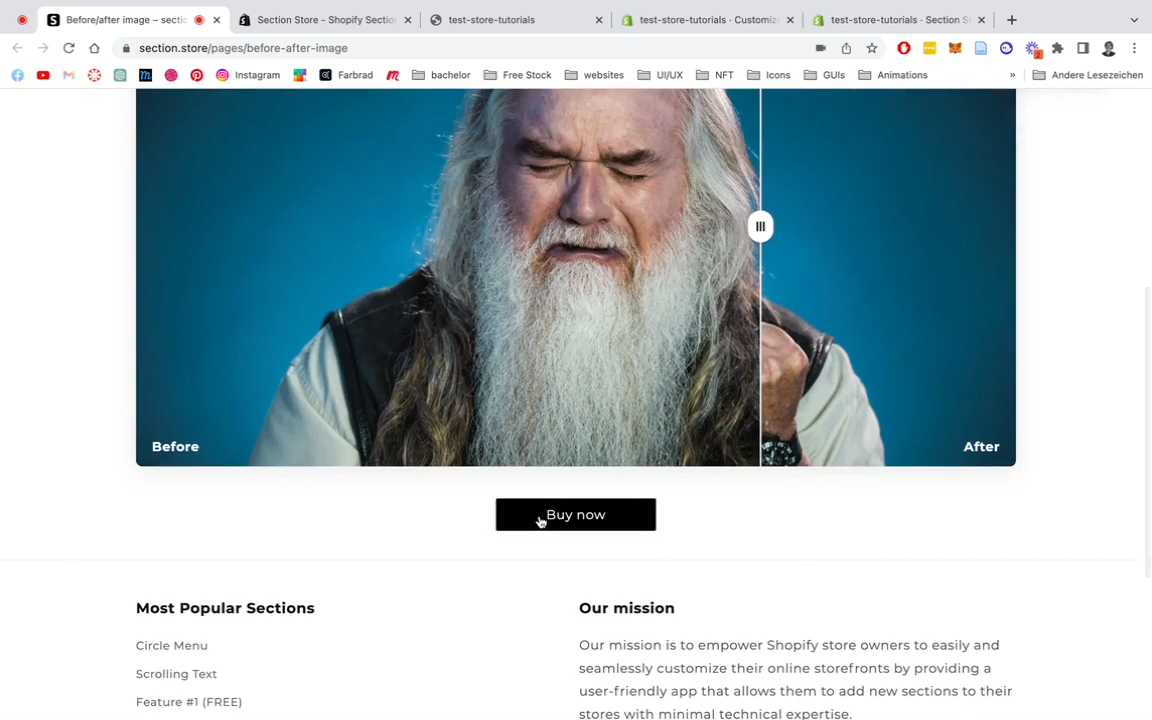 Before/after image – secti
Section Store - Shopify Section
test-store-tutorials
test-store-tutorials · Customize
test-store-tutorials · Section S
section.store/pages/before-after-image
Instagram
Farbrad
bachelor
Free Stock
websites
UI/UX
NFT
Icons
GUIs
Animations
»
Andere Lesezeichen
Before
After
Buy now
Most Popular Sections
Circle Menu
Scrolling Text
Feature #1 (FREE)
Our mission
Our mission is to empower Shopify store owners to easily and
seamlessly customize their online storefronts by providing a
user-friendly app that allows them to add new sections to their
stores with minimal technical expertise.